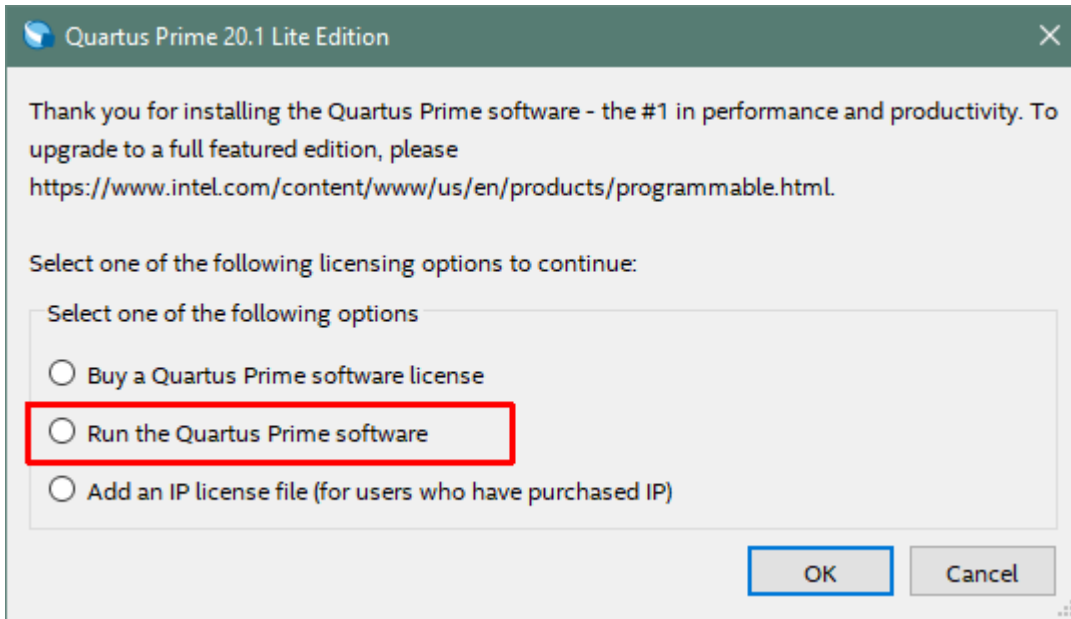 Quartus Prime 20.1 Lite Edition
Thank you for installing the Quartus Prime software - the #1 in performance and productivity. To
upgrade to a full featured edition, please
https://www.intel.com/content/www/us/en/products/programmable.html.
Select one of the following licensing options to continue:
Select one of the following options
Buy a Quartus Prime software license
Run the Quartus Prime software
Add an IP license file (for users who have purchased IP)
OK Cancel